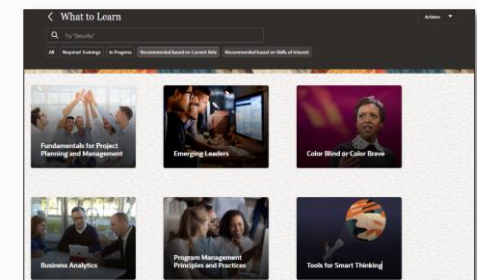 What to Learn
Actions
Try "Security"
All Required Trainings In Progress Recommended based on Current Role Recommended based on Skills of Interest
Fundamentals for Project
Planning and Management
Emerging Leaders
Color Blind or Color Brave
Business Analytics
Program Management
Principles and Practices
Tools for Smart Thinking